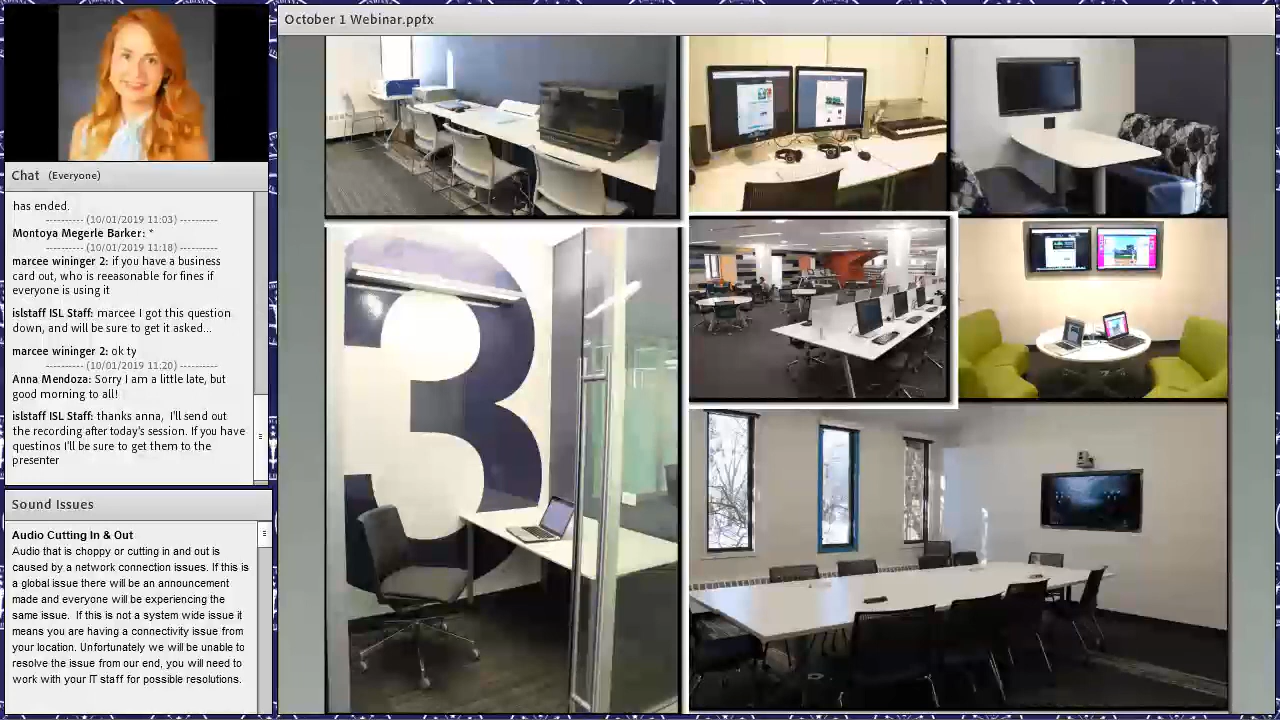 October 1 Webinar.pptx
Chat (Everyone)
has ended.
---------- (10/01/2019 11:03) ----------
Montoya Megerle Barker: *
---------- (10/01/2019 11:18) ----------
marcee wininger 2: if you have a business
card out, who is reeasonable for fines if
everyone is using it
islstaff ISL Staff: marcee I got this question
down, and will be sure to get it asked...
marcee wininger 2: ok ty
---------- (10/01/2019 11:20) ----------
Anna Mendoza: Sorry I am a little late, but
good morning to all!
islstaff ISL Staff: thanks anna, I'll send out
the recording after today's session. If you have
questinos I'll be sure to get them to the
presenter
Sound Issues
Audio Cutting In & Out
Audio that is choppy or cutting in and out is
caused by a network connection issues. If this is
a global issue there will be an announcement
made and everyone will be experiencing the
same issue. If this is not a system wide issue it
means you are having a connectivity issue from
your location. Unfortunately we will be unable to
resolve the issue from our end, you will need to
work with your IT staff for possible resolutions.
3